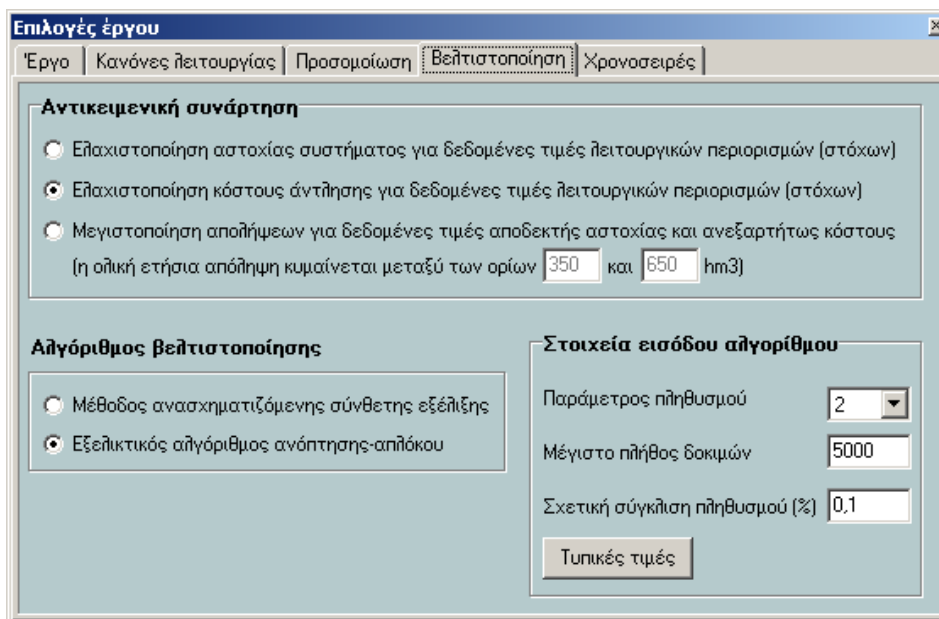 Επιλογές έργου
Έργο Κανόνες λειτουργίας Προσομοίωση Βελτιστοποίηση Χρονοσειρές
Αντικειμενική συνάρτηση
Ελαχιστοποίηση αστοχίας συστήματος για δεδομένες τιμές λειτουργικών περιορισμών (στόχων)
Ελαχιστοποίηση κόστους άντλησης για δεδομένες τιμές λειτουργικών περιορισμών (στόχων)
Μεγιστοποίηση απολήψεων για δεδομένες τιμές αποδεκτής αστοχίας και ανεξαρτήτως κόστους
(η ολική ετήσια απόληψη κυμαίνεται μεταξύ των ορίων 350 και 650 hm3)
Αλγόριθμος βελτιστοποίησης
Μέθοδος ανασχηματιζόμενης σύνθετης εξέλιξης
Εξελικτικός αλγόριθμος ανόπτησης-απλόκου
Στοιχεία εισόδου αλγορίθμου
Παράμετρος πληθυσμού 2
Μέγιστο πλήθος δοκιμών 5000
Σχετική σύγκλιση πληθυσμού (%) 0,1
Τυπικές τιμές